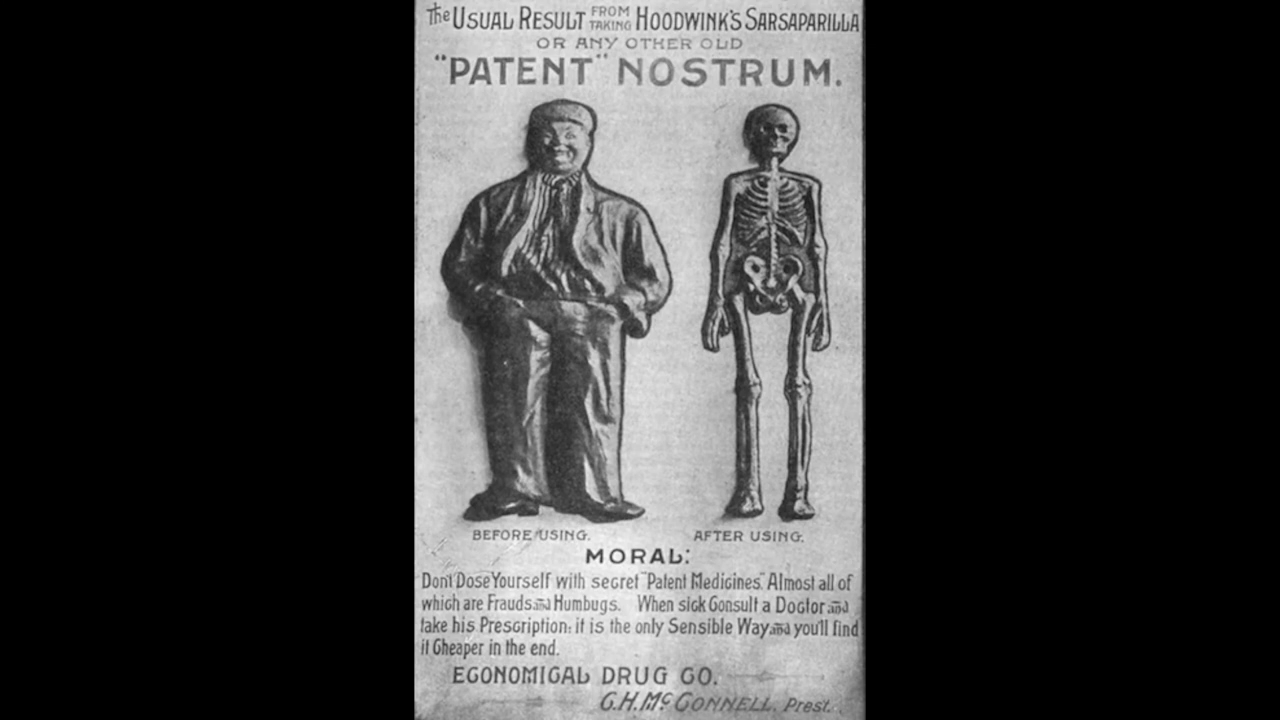 The USUAL RESULT FROM TAKING HOODWINK'S SARSAPARILLA
OR ANY OTHER OLD
"PATENT" NOSTRUM.
BEFORE USING.
AFTER USING.
MORAL:
Don't Dose Yourself with secret "Patent Medicines." Almost all of
which are Frauds and Humbugs. When sick Consult a Doctor and
take his Prescription: it is the only Sensible Way and you'll find
it Cheaper in the end.
ECONOMICAL DRUG CO.
C.H. McCONNELL, Prest.